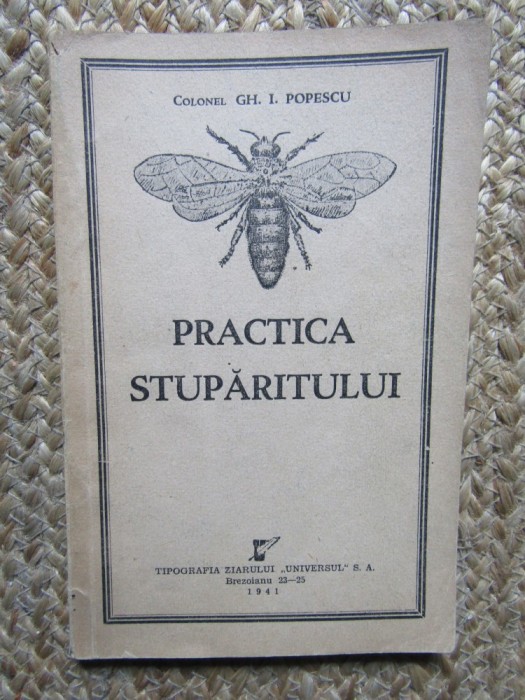 COLONEL GH. I. POPESCU
PRACTICA
STUPĂRITULUI
TIPOGRAFIA ZIARULUI „UNIVERSUL” S. A.
Brezoianu 23—25
1941